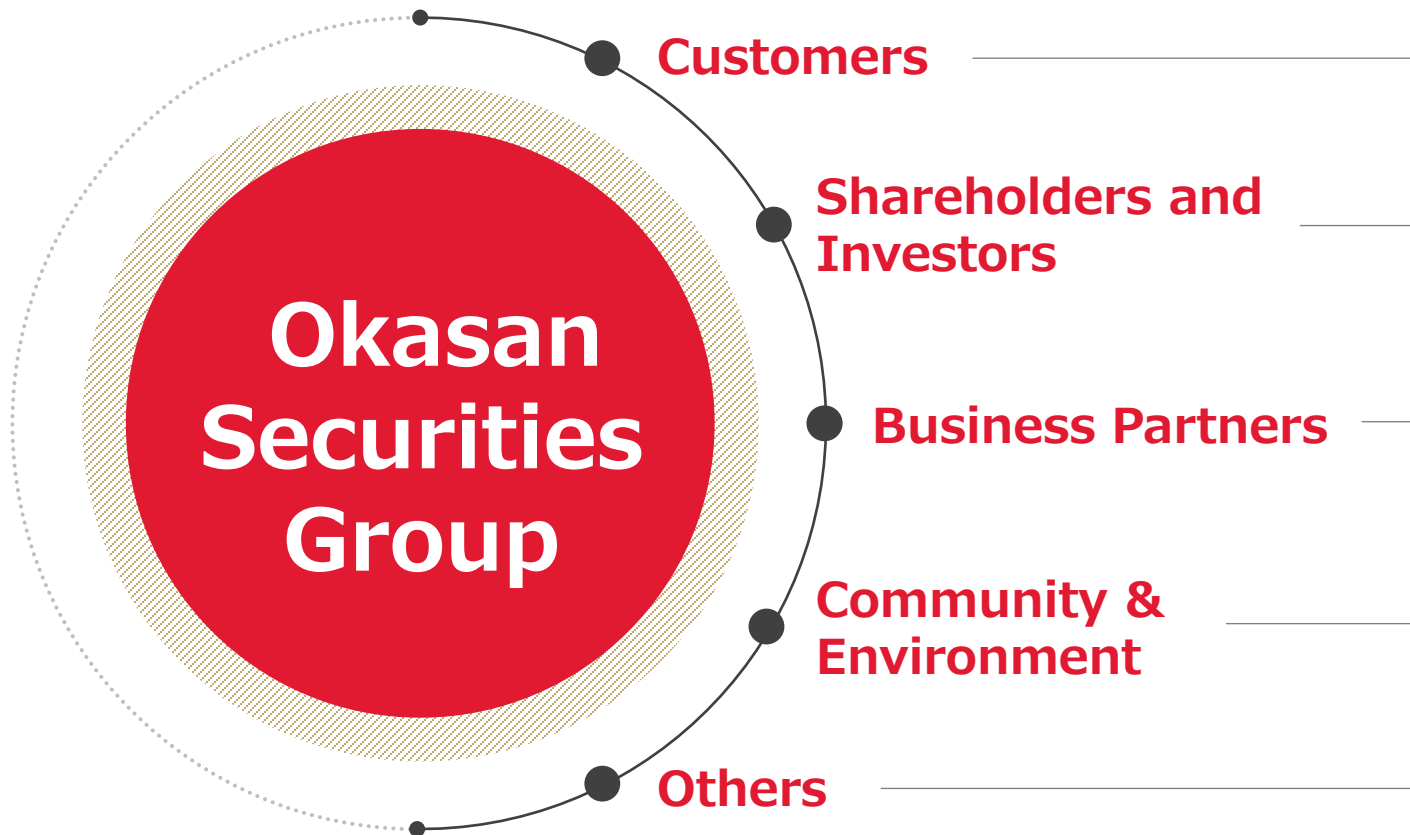 Okasan
Securities
Group
Customers
Shareholders and
Investors
Business Partners
Community &
Environment
Others